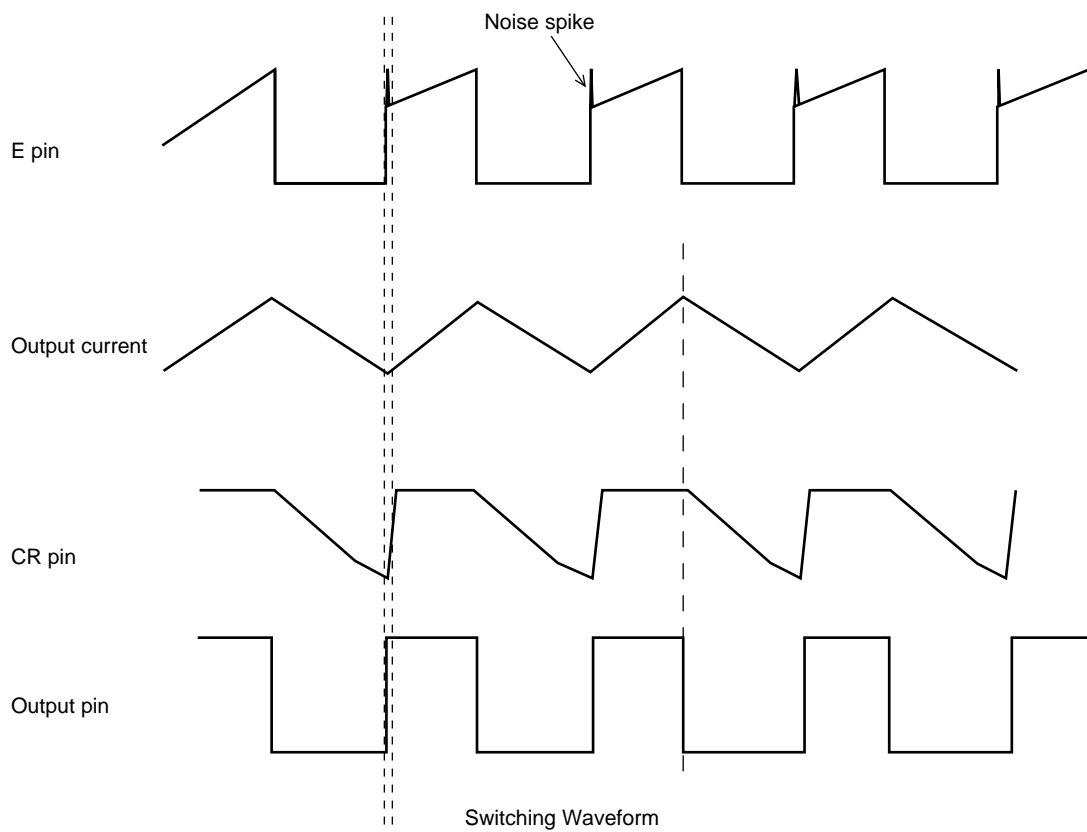 Noise spike
E pin
Output current
CR pin
Output pin
Switching Waveform